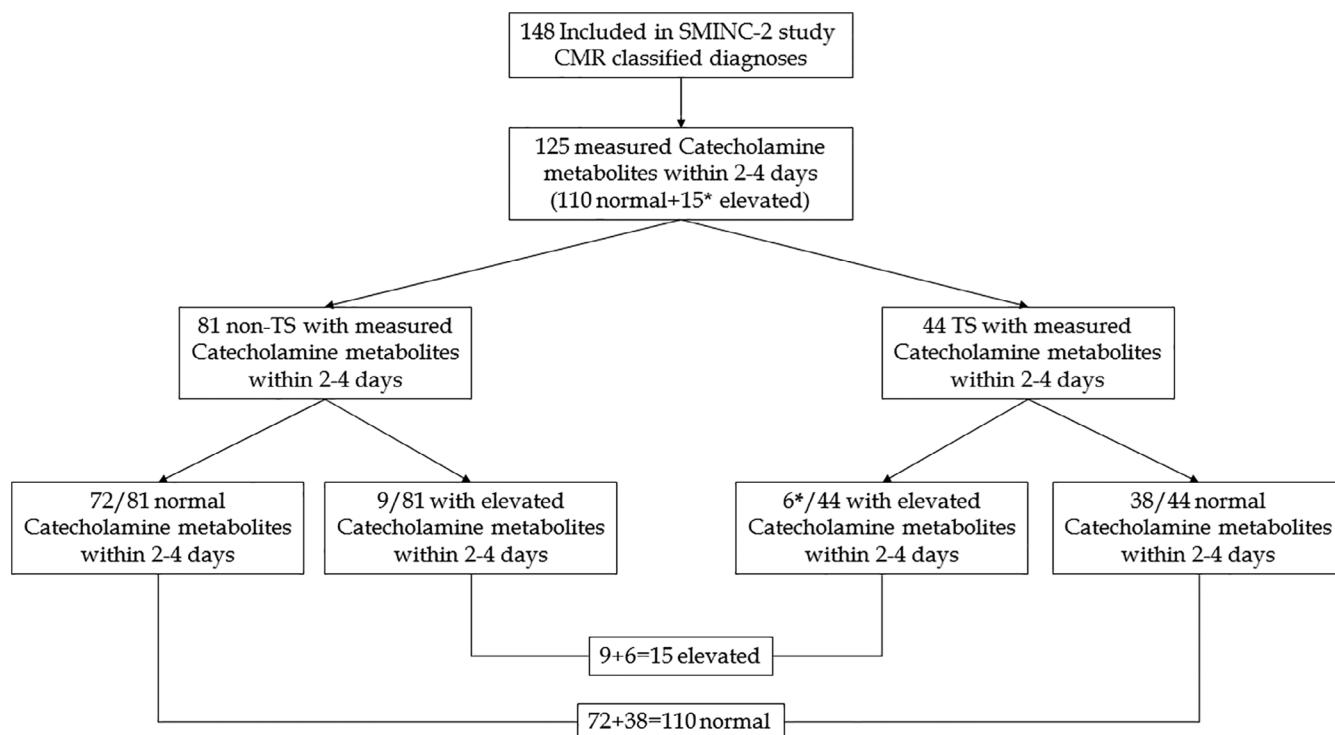 148 Included in SMINC-2 study
CMR classified diagnoses
125 measured Catecholamine
metabolites within 2-4 days
(110 normal+15* elevated)
81 non-TS with measured
Catecholamine metabolites
within 2-4 days
44 TS with measured
Catecholamine metabolites
within 2-4 days
72/81 normal
Catecholamine metabolites
within 2-4 days
9/81 with elevated
Catecholamine metabolites
within 2-4 days
6*/44 with elevated
Catecholamine metabolites
within 2-4 days
38/44 normal
Catecholamine metabolites
within 2-4 days
9+6=15 elevated
72+38=110 normal